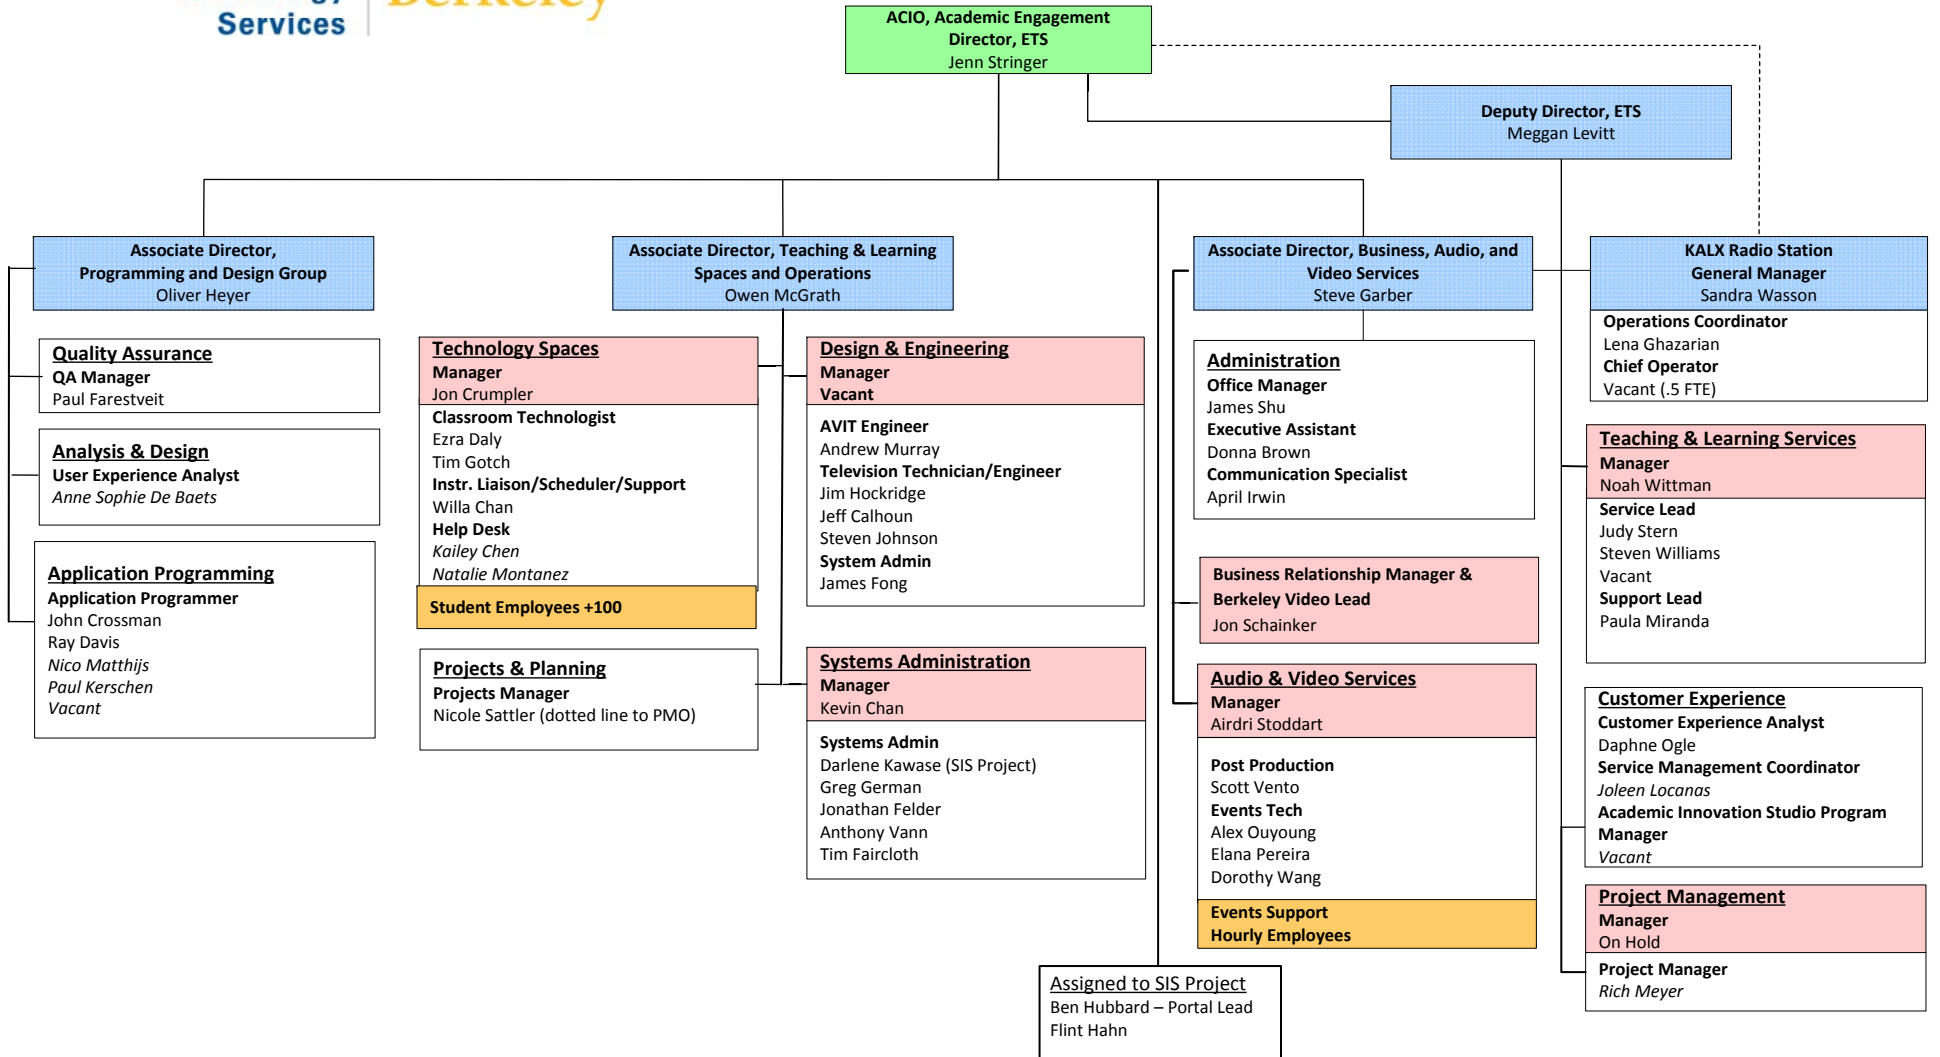 Services
Berkeley
ACIO, Academic Engagement
Director, ETS
Jenn Stringer
Deputy Director, ETS
Meggan Levitt
Associate Director,
Programming and Design Group
Oliver Heyer
Associate Director, Teaching & Learning
Spaces and Operations
Owen McGrath
Associate Director, Business, Audio, and
Video Services
Steve Garber
KALX Radio Station
General Manager
Sandra Wasson
Operations Coordinator
Lena Ghazarian
Chief Operator
Vacant (.5 FTE)
Quality Assurance
QA Manager
Paul Farestveit
Analysis & Design
User Experience Analyst
Anne Sophie De Baets
Application Programming
Application Programmer
John Crossman
Ray Davis
Nico Matthijs
Paul Kerschen
Vacant
Technology Spaces
Manager
Jon Crumpler
Classroom Technologist
Ezra Daly
Tim Gotch
Instr. Liaison/Scheduler/Support
Willa Chan
Help Desk
Kailey Chen
Natalie Montanez
Student Employees +100
Projects & Planning
Projects Manager
Nicole Sattler (dotted line to PMO)
Design & Engineering
Manager
Vacant
AVIT Engineer
Andrew Murray
Television Technician/Engineer
Jim Hockridge
Jeff Calhoun
Steven Johnson
System Admin
James Fong
Systems Administration
Manager
Kevin Chan
Systems Admin
Darlene Kawase (SIS Project)
Greg German
Jonathan Felder
Anthony Vann
Tim Faircloth
Administration
Office Manager
James Shu
Executive Assistant
Donna Brown
Communication Specialist
April Irwin
Business Relationship Manager &
Berkeley Video Lead
Jon Schainker
Audio & Video Services
Manager
Airdri Stoddart
Post Production
Scott Vento
Events Tech
Alex Ouyoung
Elana Pereira
Dorothy Wang
Events Support
Hourly Employees
Assigned to SIS Project
Ben Hubbard – Portal Lead
Flint Hahn
Teaching & Learning Services
Manager
Noah Wittman
Service Lead
Judy Stern
Steven Williams
Vacant
Support Lead
Paula Miranda
Customer Experience
Customer Experience Analyst
Daphne Ogle
Service Management Coordinator
Joleen Locanas
Academic Innovation Studio Program
Manager
Vacant
Project Management
Manager
On Hold
Project Manager
Rich Meyer